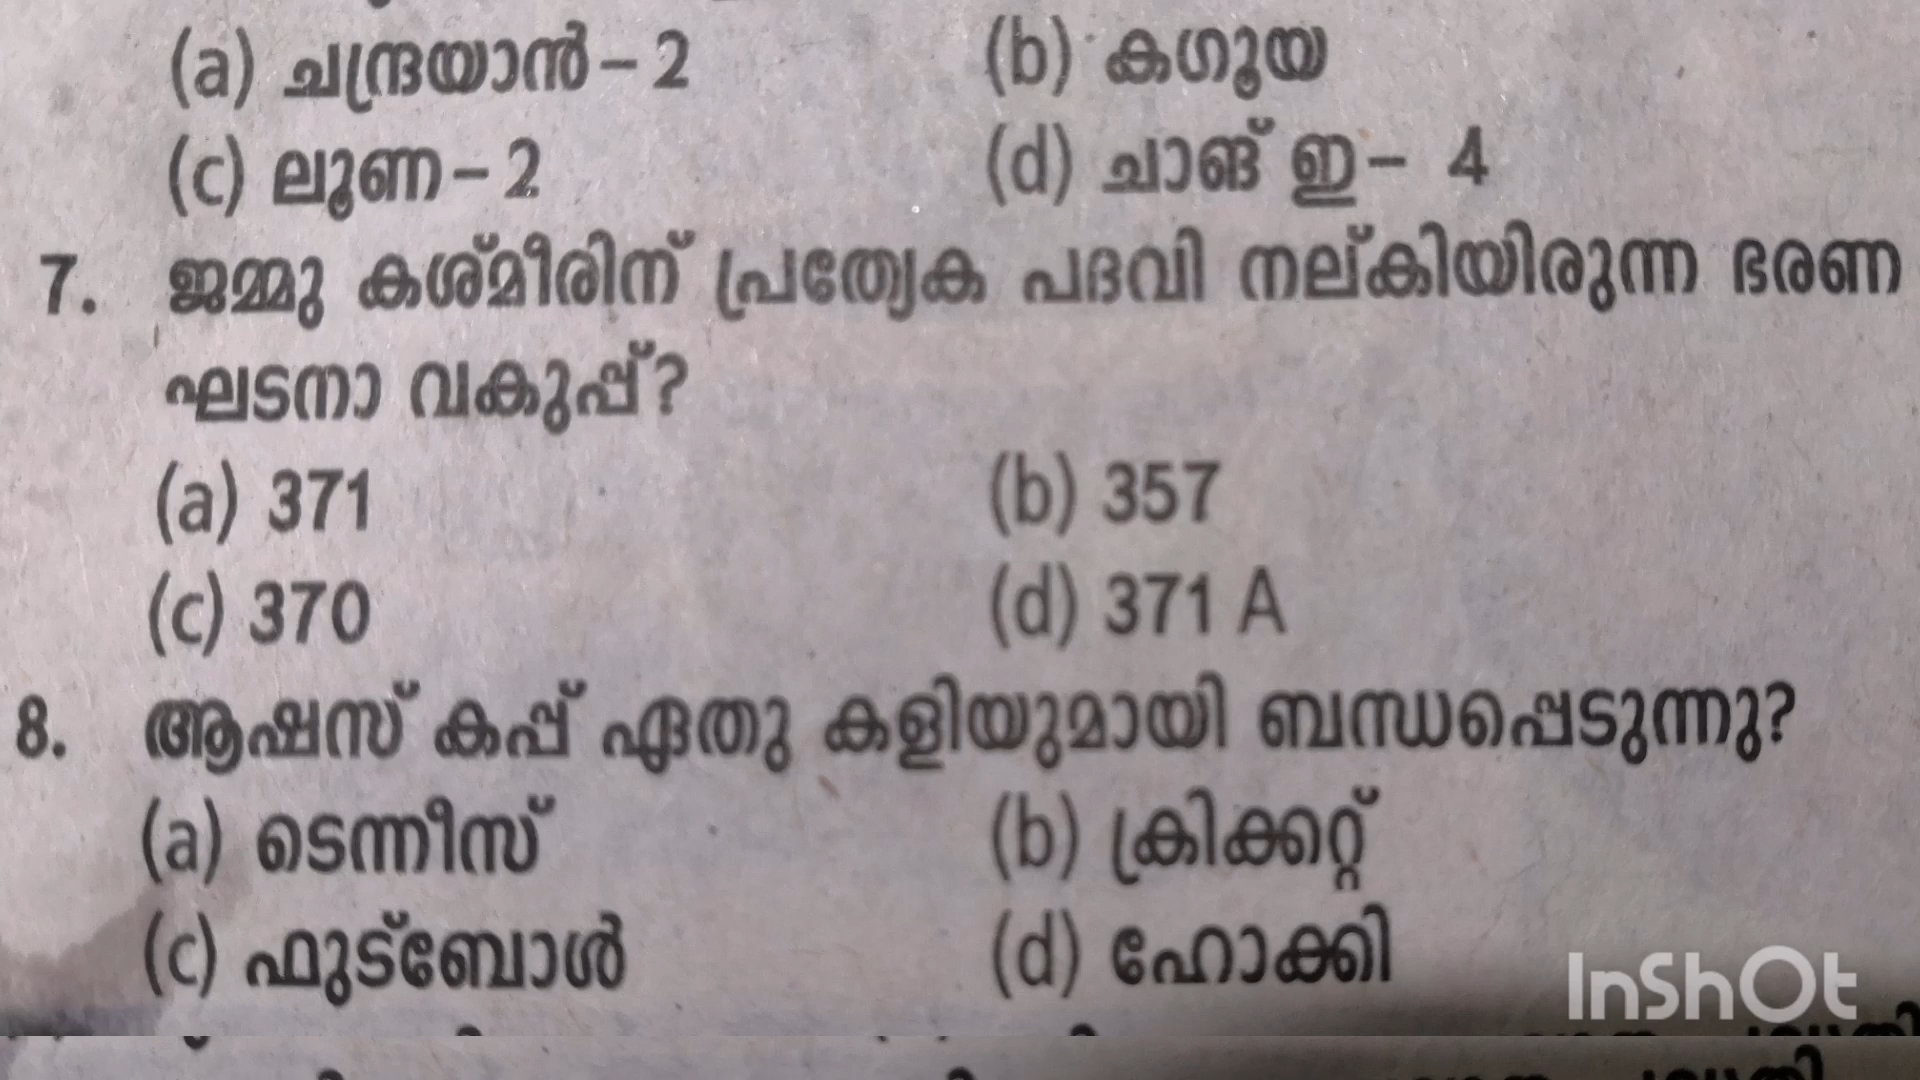 (a) ചന്ദ്രയാൻ – 2 (b) കഗൂയ
(c) ലൂണ – 2 (d) ചാങ് ഇ – 4
7. ജമ്മു കശ്മീരിന് പ്രത്യേക പദവി നല്കിയിരുന്ന ഭരണ
ഘടനാ വകുപ്പ്?
(a) 371 (b) 357
(c) 370 (d) 371 A
8. ആഷസ് കപ്പ് ഏതു കളിയുമായി ബന്ധപ്പെടുന്നു?
(a) ടെന്നീസ് (b) ക്രിക്കറ്റ്
(c) ഫുട്ബോൾ (d) ഹോക്കി
InShOt